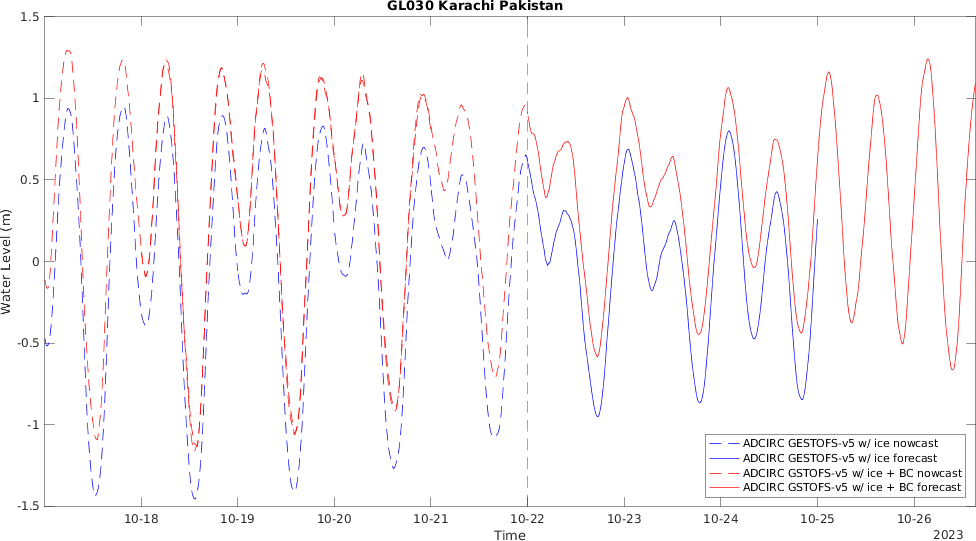 GL030 Karachi Pakistan
1.5
1
0.5
0
-0.5
-1
-1.5
Water Level (m)
10-18 10-19 10-20 10-21 10-22 10-23 10-24 10-25 10-26
Time
2023
ADCIRC GESTOFS-v5 w/ ice nowcast
ADCIRC GESTOFS-v5 w/ ice forecast
ADCIRC GSTOFS-v5 w/ ice + BC nowcast
ADCIRC GSTOFS-v5 w/ ice + BC forecast